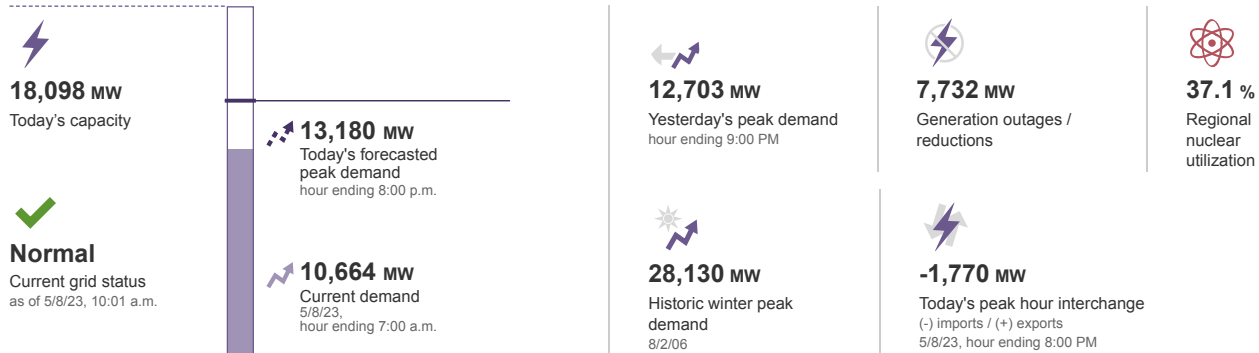 18,098 MW
Today's capacity
Normal
Current grid status
as of 5/8/23, 10:01 a.m.
13,180 MW
Today's forecasted
peak demand
hour ending 8:00 p.m.
10,664 MW
Current demand
5/8/23,
hour ending 7:00 a.m.
12,703 MW
Yesterday's peak demand
hour ending 9:00 PM
7,732 MW
Generation outages /
reductions
37.1 %
Regional
nuclear
utilization
28,130 MW
Historic winter peak
demand
8/2/06
-1,770 MW
Today's peak hour interchange
(-) imports / (+) exports
5/8/23, hour ending 8:00 PM